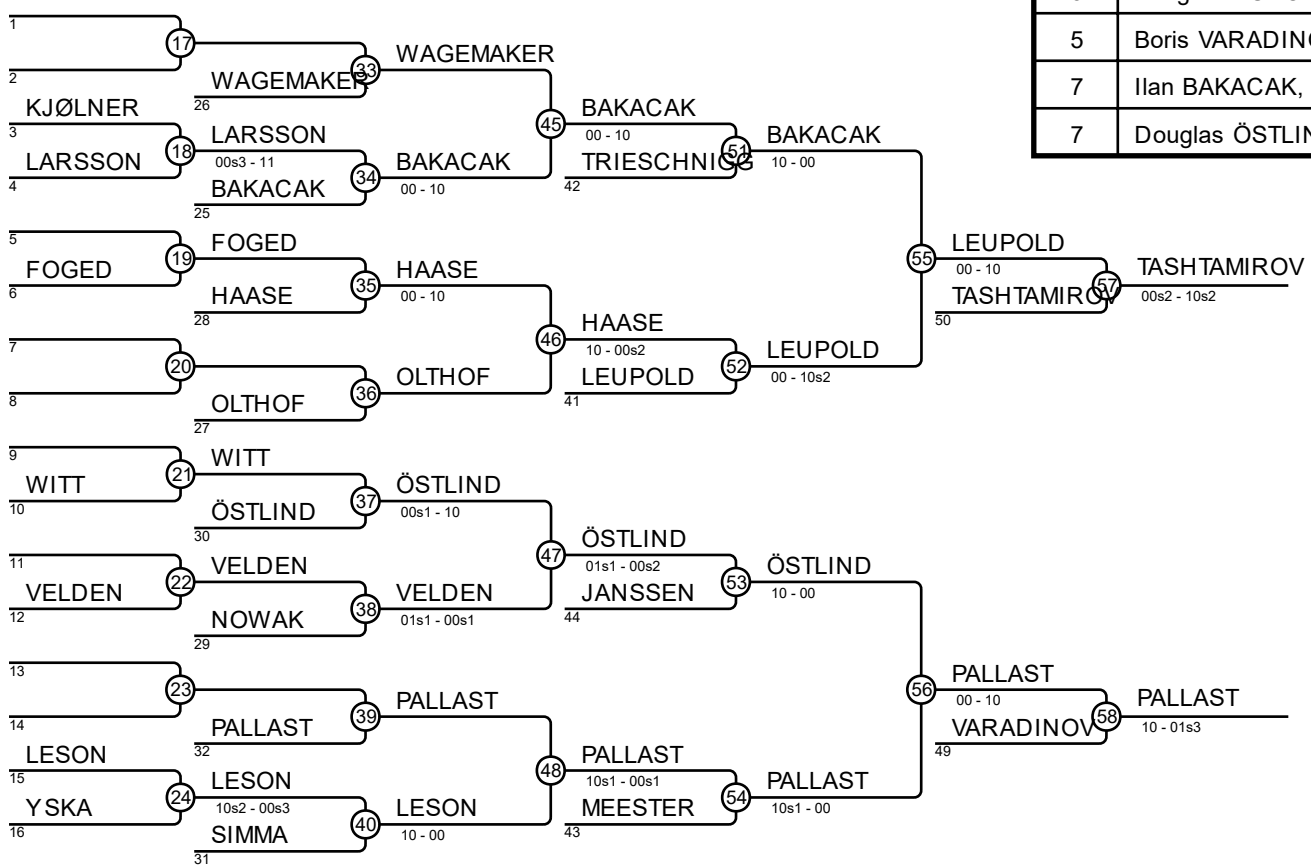 1
17
2
WAGEMAKER
33
26
WAGEMAKER
KJØLNER
3
18
LARSSON
4
LARSSON
00s3 - 11
BAKACAK
25
34
BAKACAK
00 - 10
45
BAKACAK
00 - 10
TRIESCHNIGG
42
51
BAKACAK
10 - 00
5
19
FOGED
6
FOGED
HAASE
28
35
HAASE
00 - 10
7
20
8
OLTHOF
27
36
OLTHOF
46
HAASE
10 - 00s2
LEUPOLD
41
52
LEUPOLD
00 - 10s2
55
LEUPOLD
00 - 10
TASHTAMIROV
50
57
TASHTAMIROV
00s2 - 10s2
9
21
WITT
10
WITT
ÖSTLIND
30
37
ÖSTLIND
00s1 - 10
11
22
VELDEN
12
VELDEN
NOWAK
29
38
VELDEN
01s1 - 00s1
47
ÖSTLIND
01s1 - 00s2
JANSSEN
44
53
ÖSTLIND
10 - 00
13
23
14
PALLAST
32
39
PALLAST
LESON
15
24
YSKA
16
LESON
10s2 - 00s3
SIMMA
31
40
LESON
10 - 00
48
PALLAST
10s1 - 00s1
MEESTER
43
54
PALLAST
10s1 - 00
56
PALLAST
00 - 10
VARADINOV
49
58
PALLAST
10 - 01s3
5 Boris
7 Ilan BAKACAK,
7 Douglas